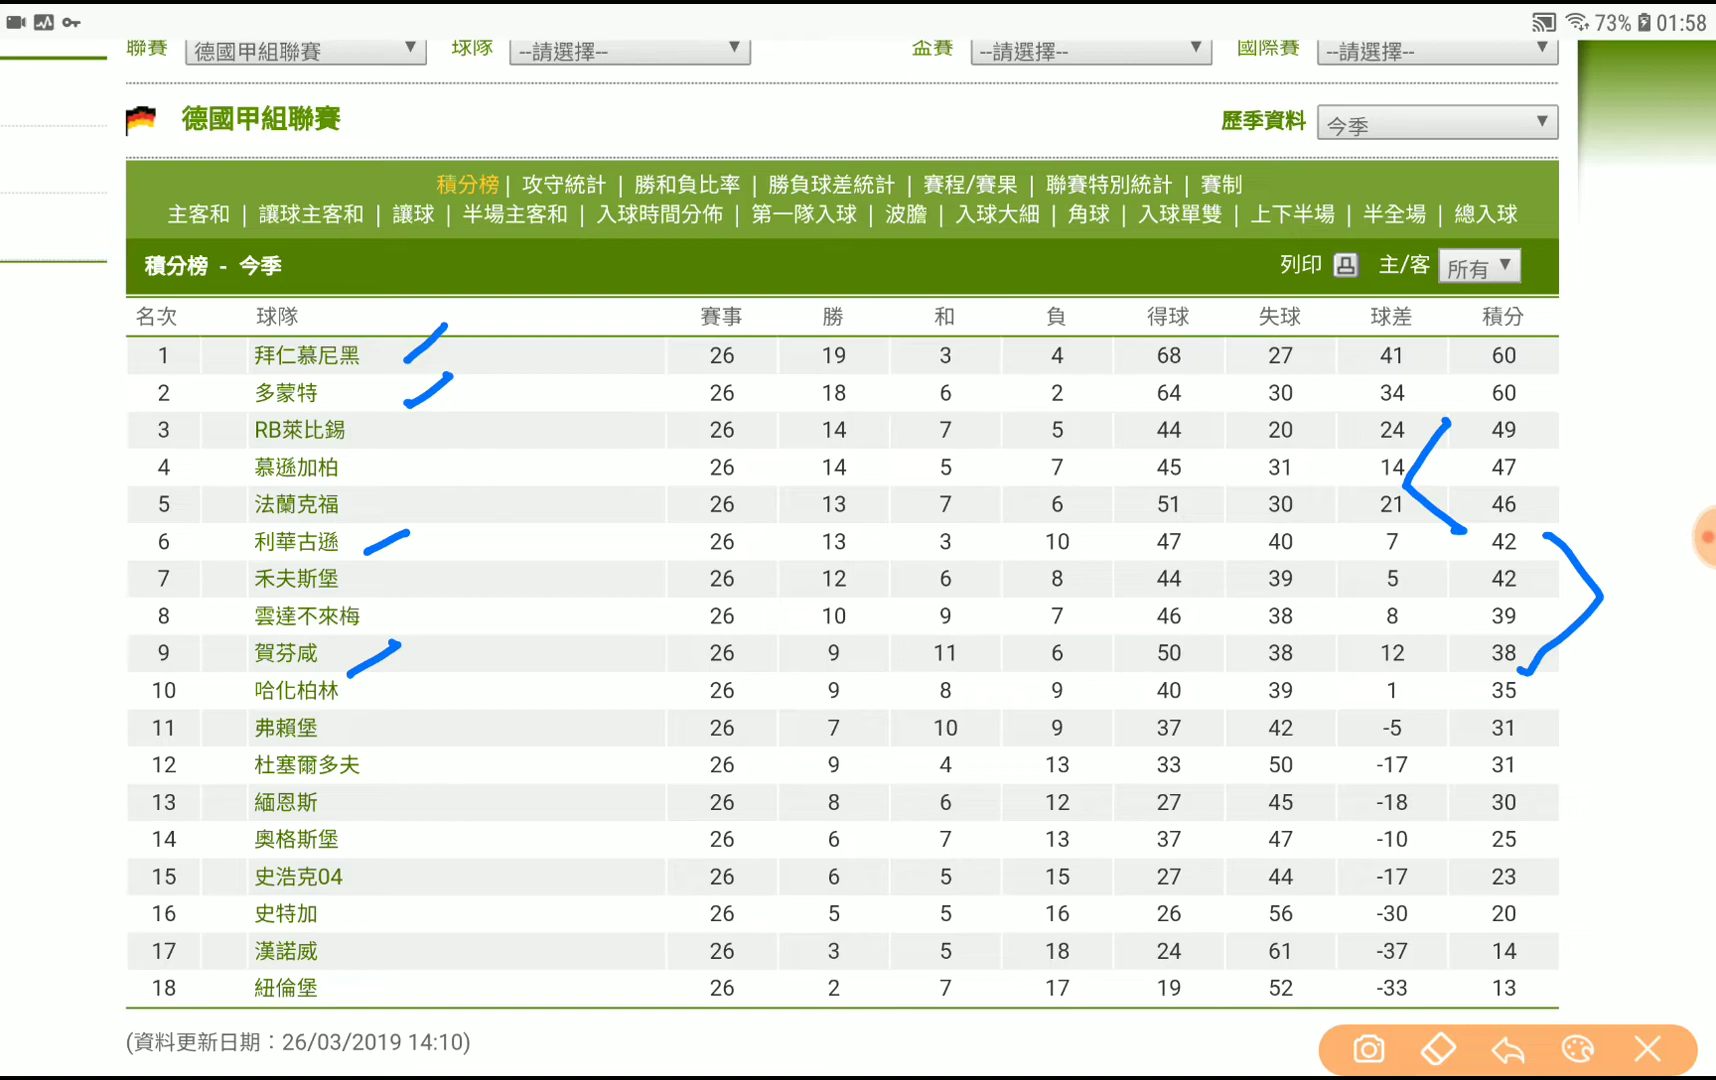 73% 01:58
聯賽 德國甲組聯賽 球隊 --請選擇-- 盃賽 --請選擇-- 國際賽 --請選擇--
德國甲組聯賽 歷季資料 今季
積分榜 | 攻守統計 | 勝和負比率 | 勝負球差統計 | 賽程/賽果 | 聯賽特別統計 | 賽制
主客和 | 讓球主客和 | 讓球 | 半場主客和 | 入球時間分佈 | 第一隊入球 | 波膽 | 入球大細 | 角球 | 入球單雙 | 上下半場 | 半全場 | 總入球
積分榜 - 今季 列印 主/客 所有
名次 球隊 賽事 勝 和 負 得球 失球 球差 積分
1 拜仁慕尼黑 26 19 3 4 68 27 41 60
2 多蒙特 26 18 6 2 64 30 34 60
3 RB萊比錫 26 14 7 5 44 20 24 49
4 慕遜加柏 26 14 5 7 45 31 14 47
5 法蘭克福 26 13 7 6 51 30 21 46
6 利華古遜 26 13 3 10 47 40 7 42
7 禾夫斯堡 26 12 6 8 44 39 5 42
8 雲達不來梅 26 10 9 7 46 38 8 39
9 賀芬咸 26 9 11 6 50 38 12 38
10 哈化柏林 26 9 8 9 40 39 1 35
11 弗賴堡 26 7 10 9 37 42 -5 31
12 杜塞爾多夫 26 9 4 13 33 50 -17 31
13 緬恩斯 26 8 6 12 27 45 -18 30
14 奧格斯堡 26 6 7 13 37 47 -10 25
15 史浩克04 26 6 5 15 27 44 -17 23
16 史特加 26 5 5 16 26 56 -30 20
17 漢諾威 26 3 5 18 24 61 -37 14
18 紐倫堡 26 2 7 17 19 52 -33 13
(資料更新日期：26/03/2019 14:10)